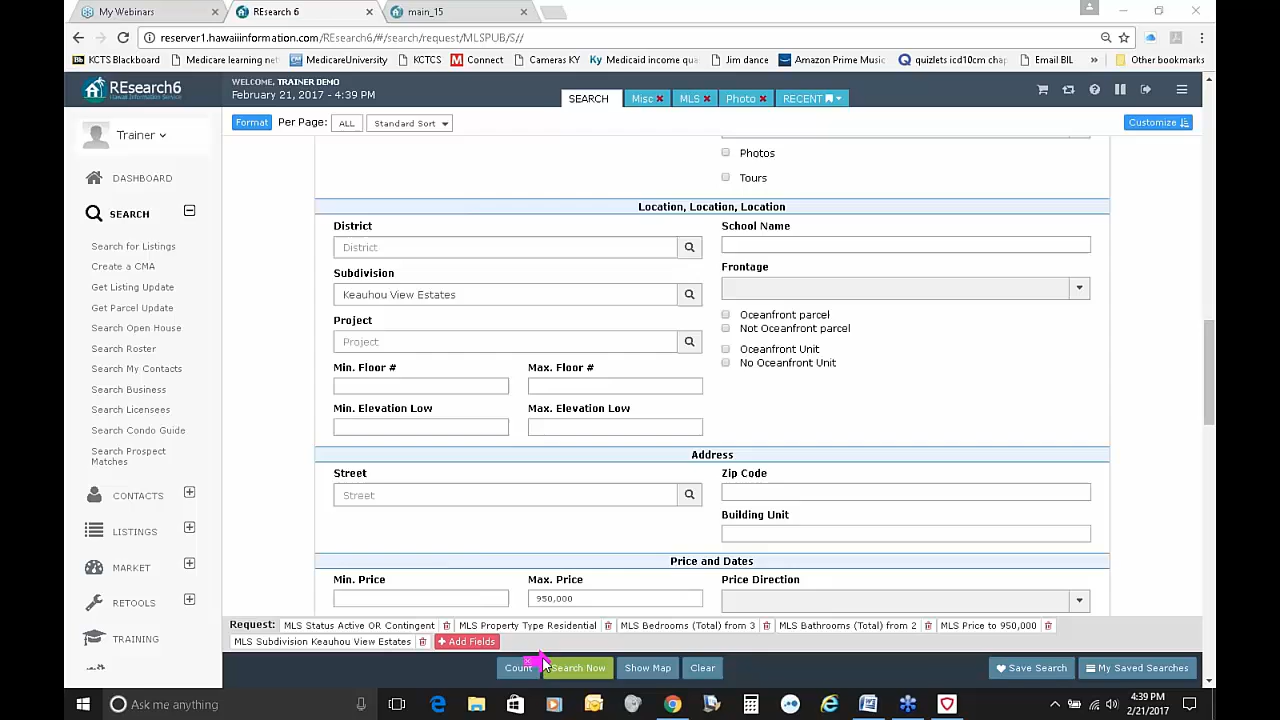 My Webinars
REsearch 6
main_15
reserver1.hawaiiinformation.com/REsearch6/#/search/request/MLSPUB/S//
KCTS Blackboard
Medicare learning net
MedicareUniversity
KCTCS
Connect
Cameras KY
Ky Medicaid income qu
Jim dance
Amazon Prime Music
quizlets icd10cm chap
Email BIL
»
Other bookmarks
REsearch6
Hawaii Information Service
WELCOME, TRAINER DEMO
February 21, 2017 - 4:39 PM
SEARCH
Misc
MLS
Photo
RECENT
Trainer
Format
Per Page:
ALL
Standard Sort
Customize
DASHBOARD
SEARCH
Search for Listings
Create a CMA
Get Listing Update
Get Parcel Update
Search Open House
Search Roster
Search My Contacts
Search Business
Search Licensees
Search Condo Guide
Search Prospect
Matches
CONTACTS
LISTINGS
MARKET
RETOOLS
TRAINING
Photos
Tours
Location, Location, Location
District
District
Subdivision
Keauhou View Estates
Project
Project
Min. Floor #
Max. Floor #
Min. Elevation Low
Max. Elevation Low
School Name
Frontage
Oceanfront parcel
Not Oceanfront parcel
Oceanfront Unit
No Oceanfront Unit
Address
Street
Street
Zip Code
Building Unit
Price and Dates
Min. Price
Max. Price
950,000
Price Direction
Request: MLS Status Active OR Contingent MLS Property Type Residential MLS Bedrooms (Total) from 3 MLS Bathrooms (Total) from 2 MLS Price to 950,000
MLS Subdivision Keauhou View Estates + Add Fields
Count
Search Now
Show Map
Clear
Save Search
My Saved Searches
Ask me anything
4:39 PM
2/21/2017